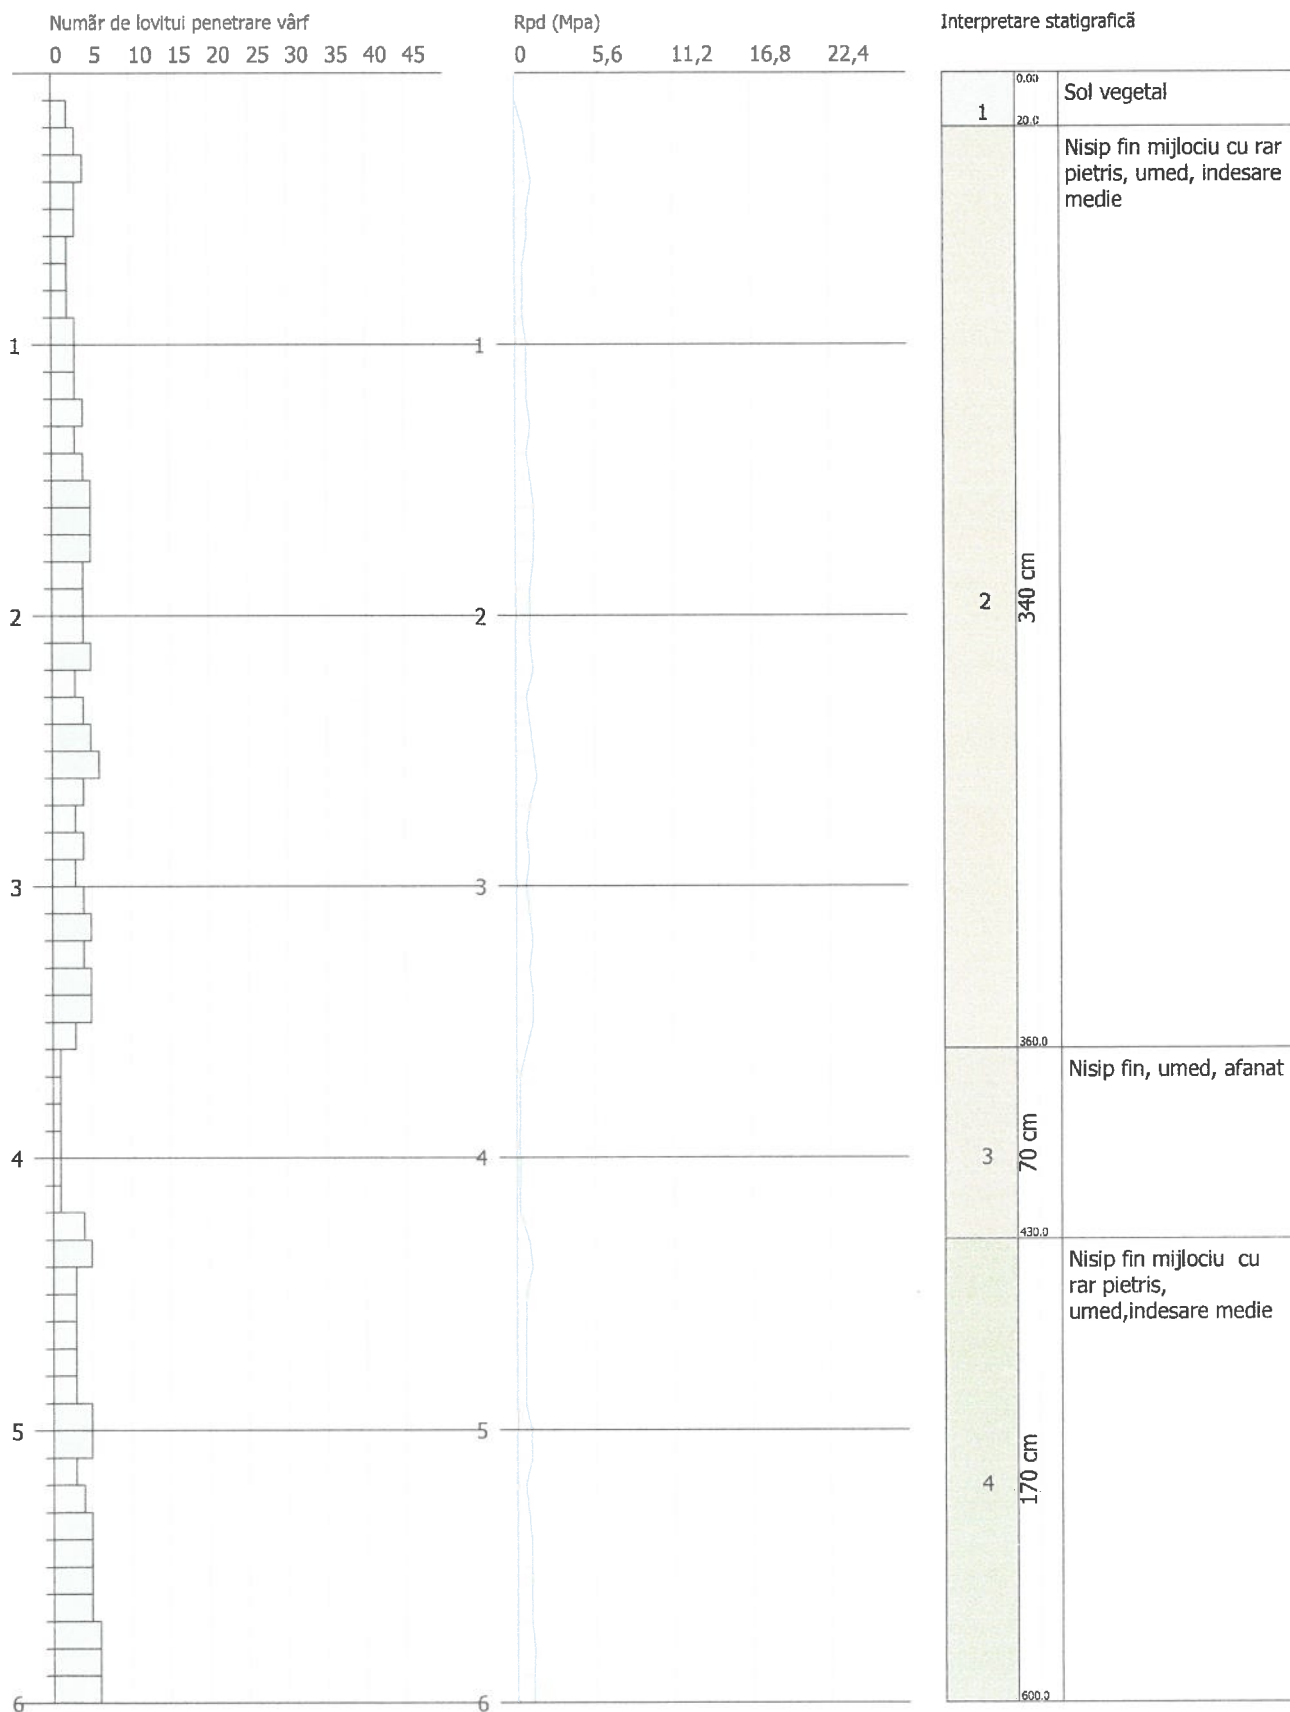 Număr de lovitui penetrare vârf
0 5 10 15 20 25 30 35 40 45
1
2
3
4
5
6
Rpd (Mpa)
0 5,6 11,2 16,8 22,4
1
2
3
4
5
6
Interpretare statigrafică
0.00
1
20.0
Sol vegetal
Nisip fin mijlociu cu rar
pietris, umed, indesare
medie
2
340 cm
360.0
Nisip fin, umed, afanat
3
70 cm
430.0
Nisip fin mijlociu cu
rar pietris,
umed,indesare medie
4
170 cm
600.0